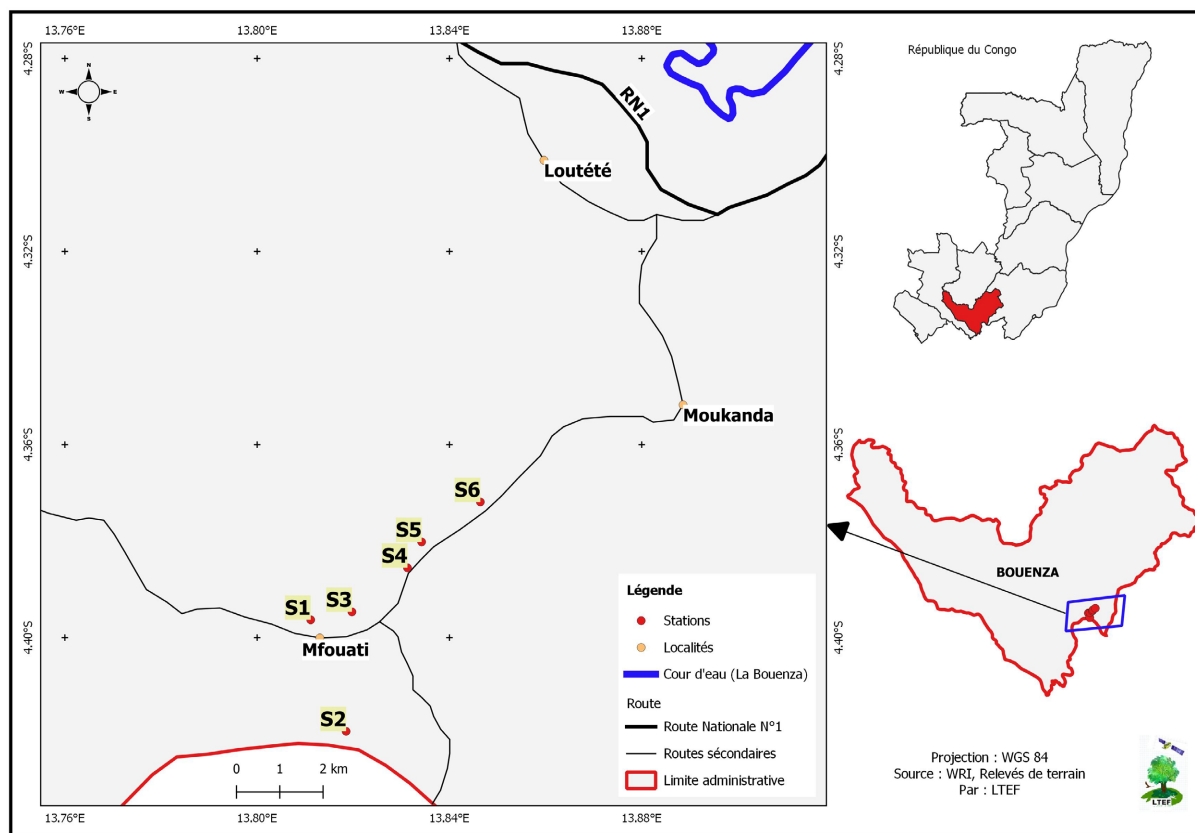 13.76°E
13.80°E
13.84°E
13.88°E
4.28°S
4.28°S
N
W
E
S
RN1
Loutété
4.32°S
4.32°S
Moukanda
4.36°S
4.36°S
S6
S5
S4
S3
S1
Mfouati
4.40°S
4.40°S
S2
0 1 2 km
13.76°E
13.80°E
13.84°E
13.88°E
Légende
Stations
Localités
Cour d'eau (La Bouenza)
Route
Route Nationale N°1
Routes sécondaires
Limite administrative
République du Congo
BOUENZA
Projection : WGS 84
Source : WRI, Relevés de terrain
Par : LTEF
LTEF